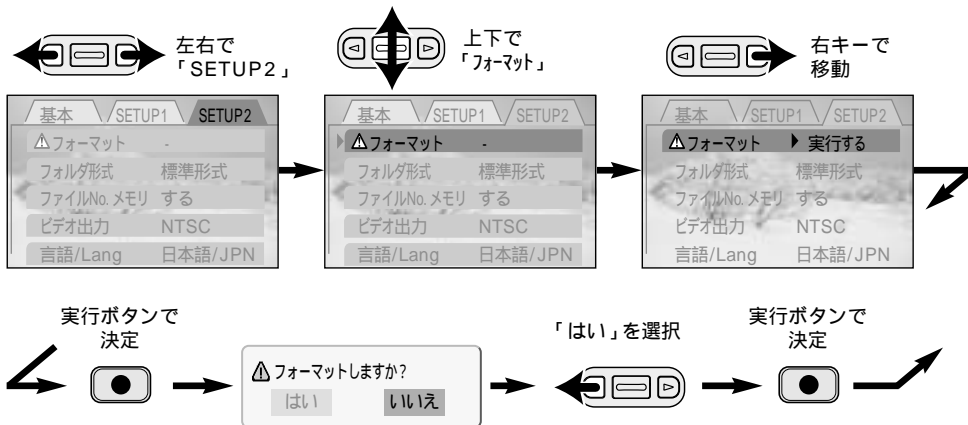 左右で
「SETUP2」
上下で
「フォーマット」
右キーで
移動
基本 SETUP1 SETUP2
フォーマット -
フォルダ形式 標準形式
ファイルNo.メモリ する
ビデオ出力 NTSC
言語/Lang 日本語/JPN
基本 SETUP1 SETUP2
フォーマット -
フォルダ形式 標準形式
ファイルNo.メモリ する
ビデオ出力 NTSC
言語/Lang 日本語/JPN
基本 SETUP1 SETUP2
フォーマット 実行する
フォルダ形式 標準形式
ファイルNo.メモリ する
ビデオ出力 NTSC
言語/Lang 日本語/JPN
実行ボタンで
決定
フォーマットしますか?
はい いいえ
「はい」を選択
実行ボタンで
決定